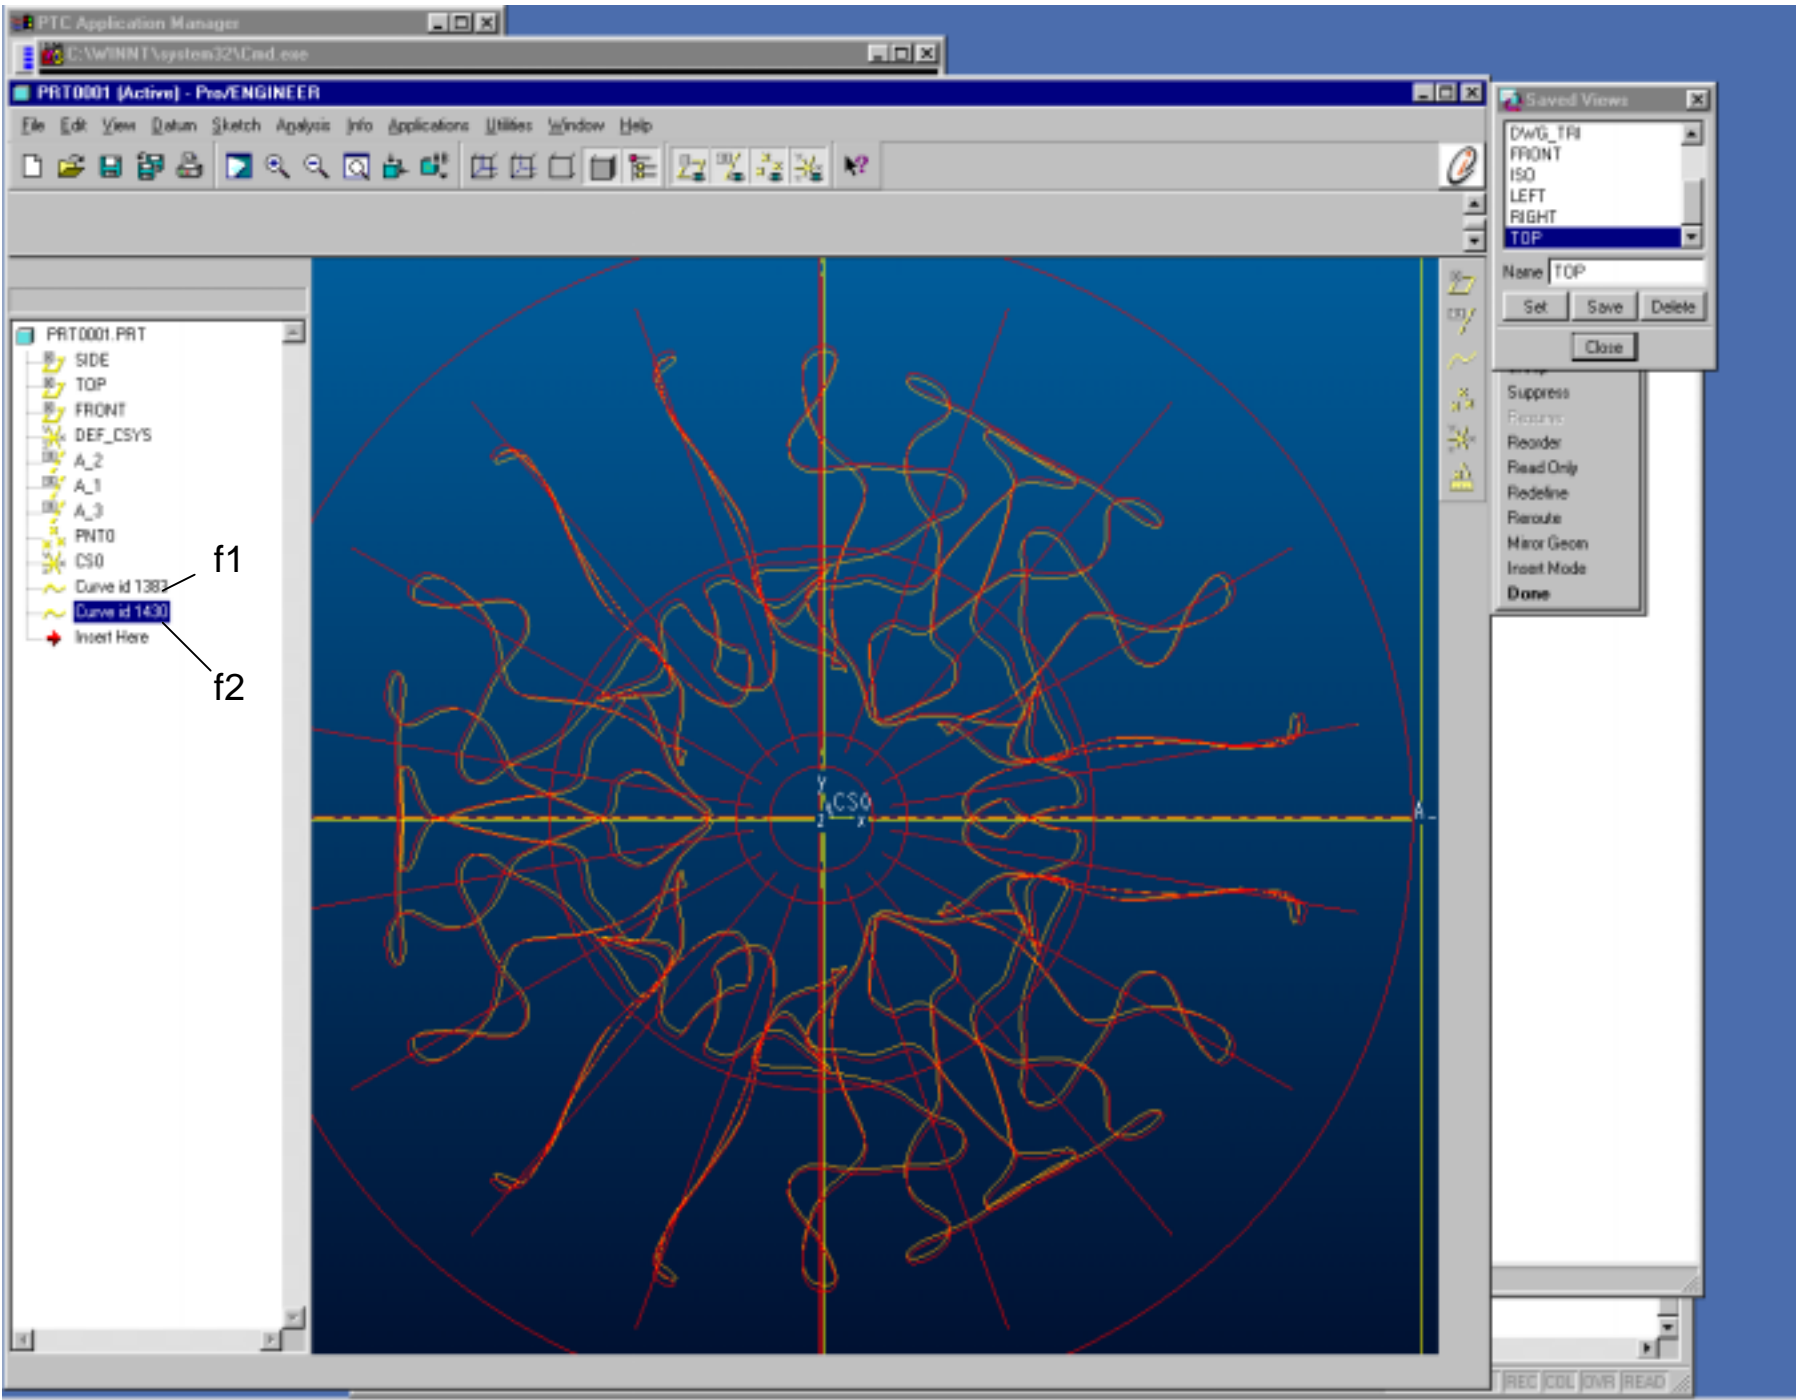 PTC Application Manager
C:\WINNT\system32\Cmd.exe
PRT0001 (Active) - Pro/ENGINEER
File Edit View Datum Sketch Analysis Info Applications Utilities Window Help
Saved Views
DWG_TRI
FRONT
ISO
LEFT
RIGHT
TOP
Name TOP
Set Save Delete
Close
Suppress
Resume
Reorder
Read Only
Redefine
Reroute
Mirror Geom
Insert Mode
Done
PRT0001.PRT
SIDE
TOP
FRONT
DEF_CSYS
A_2
A_1
A_3
PNT0
CS0
Curve id 1383
Curve id 1430
Insert Here
f1
f2
Y
CS0
Z X
A_
REC COL OVR READ